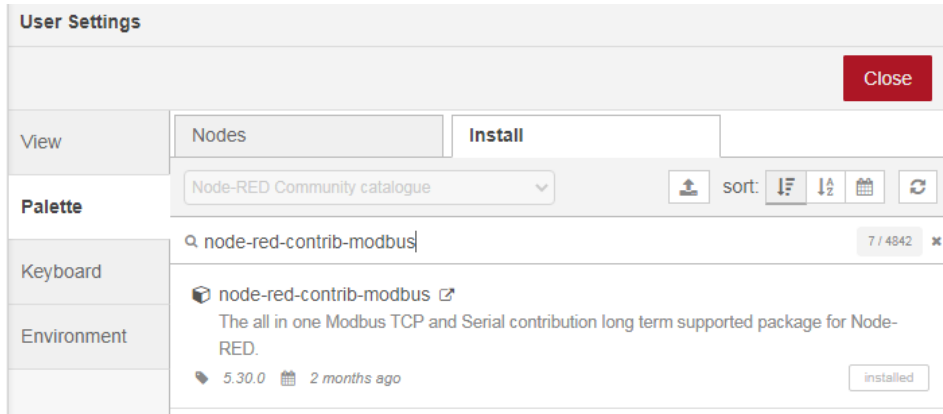 User Settings
Close
View
Palette
Keyboard
Environment
Nodes
Install
Node-RED Community catalogue
sort:
node-red-contrib-modbus
7 / 4842
node-red-contrib-modbus
The all in one Modbus TCP and Serial contribution long term supported package for Node-
RED.
5.30.0 2 months ago
installed